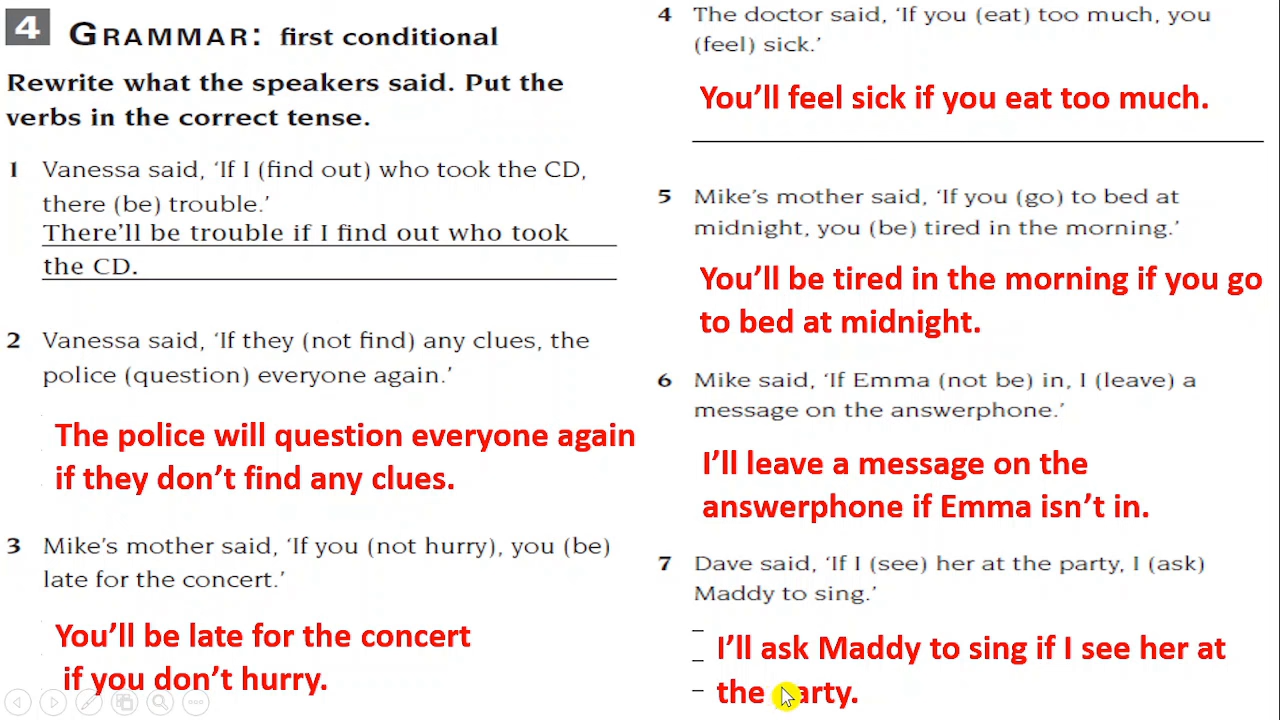 4 GRAMMAR: first conditional
Rewrite what the speakers said. Put the
verbs in the correct tense.
1 Vanessa said, ‘If I (find out) who took the CD,
there (be) trouble.’
There’ll be trouble if I find out who took
the CD.
2 Vanessa said, ‘If they (not find) any clues, the
police (question) everyone again.’
The police will question everyone again
if they don’t find any clues.
3 Mike’s mother said, ‘If you (not hurry), you (be)
late for the concert.’
You’ll be late for the concert
if you don’t hurry.
4 The doctor said, ‘If you (eat) too much, you
(feel) sick.’
You’ll feel sick if you eat too much.
5 Mike’s mother said, ‘If you (go) to bed at
midnight, you (be) tired in the morning.’
You’ll be tired in the morning if you go
to bed at midnight.
6 Mike said, ‘If Emma (not be) in, I (leave) a
message on the answerphone.’
I’ll leave a message on the
answerphone if Emma isn’t in.
7 Dave said, ‘If I (see) her at the party, I (ask)
Maddy to sing.’
I’ll ask Maddy to sing if I see her at
the party.